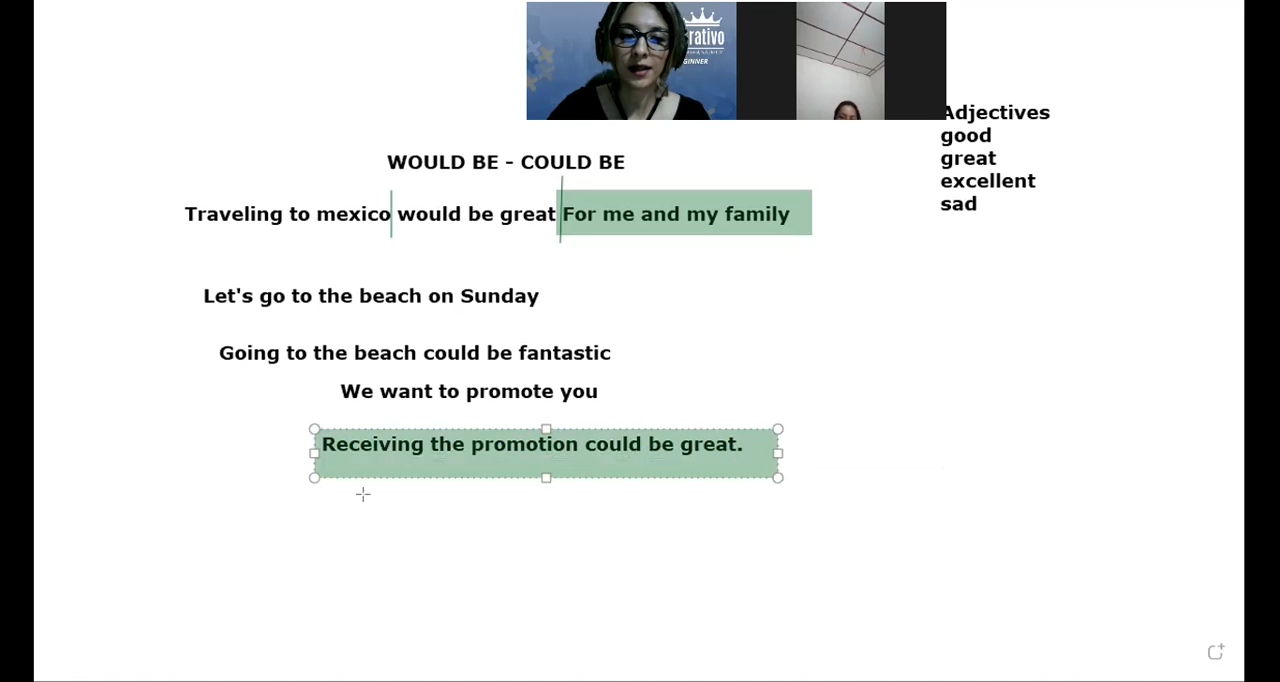 rativo
GINNER
Adjectives
good
great
excellent
sad
WOULD BE - COULD BE
Traveling to mexico would be great For me and my family
Let's go to the beach on Sunday
Going to the beach could be fantastic
We want to promote you
Receiving the promotion could be great.